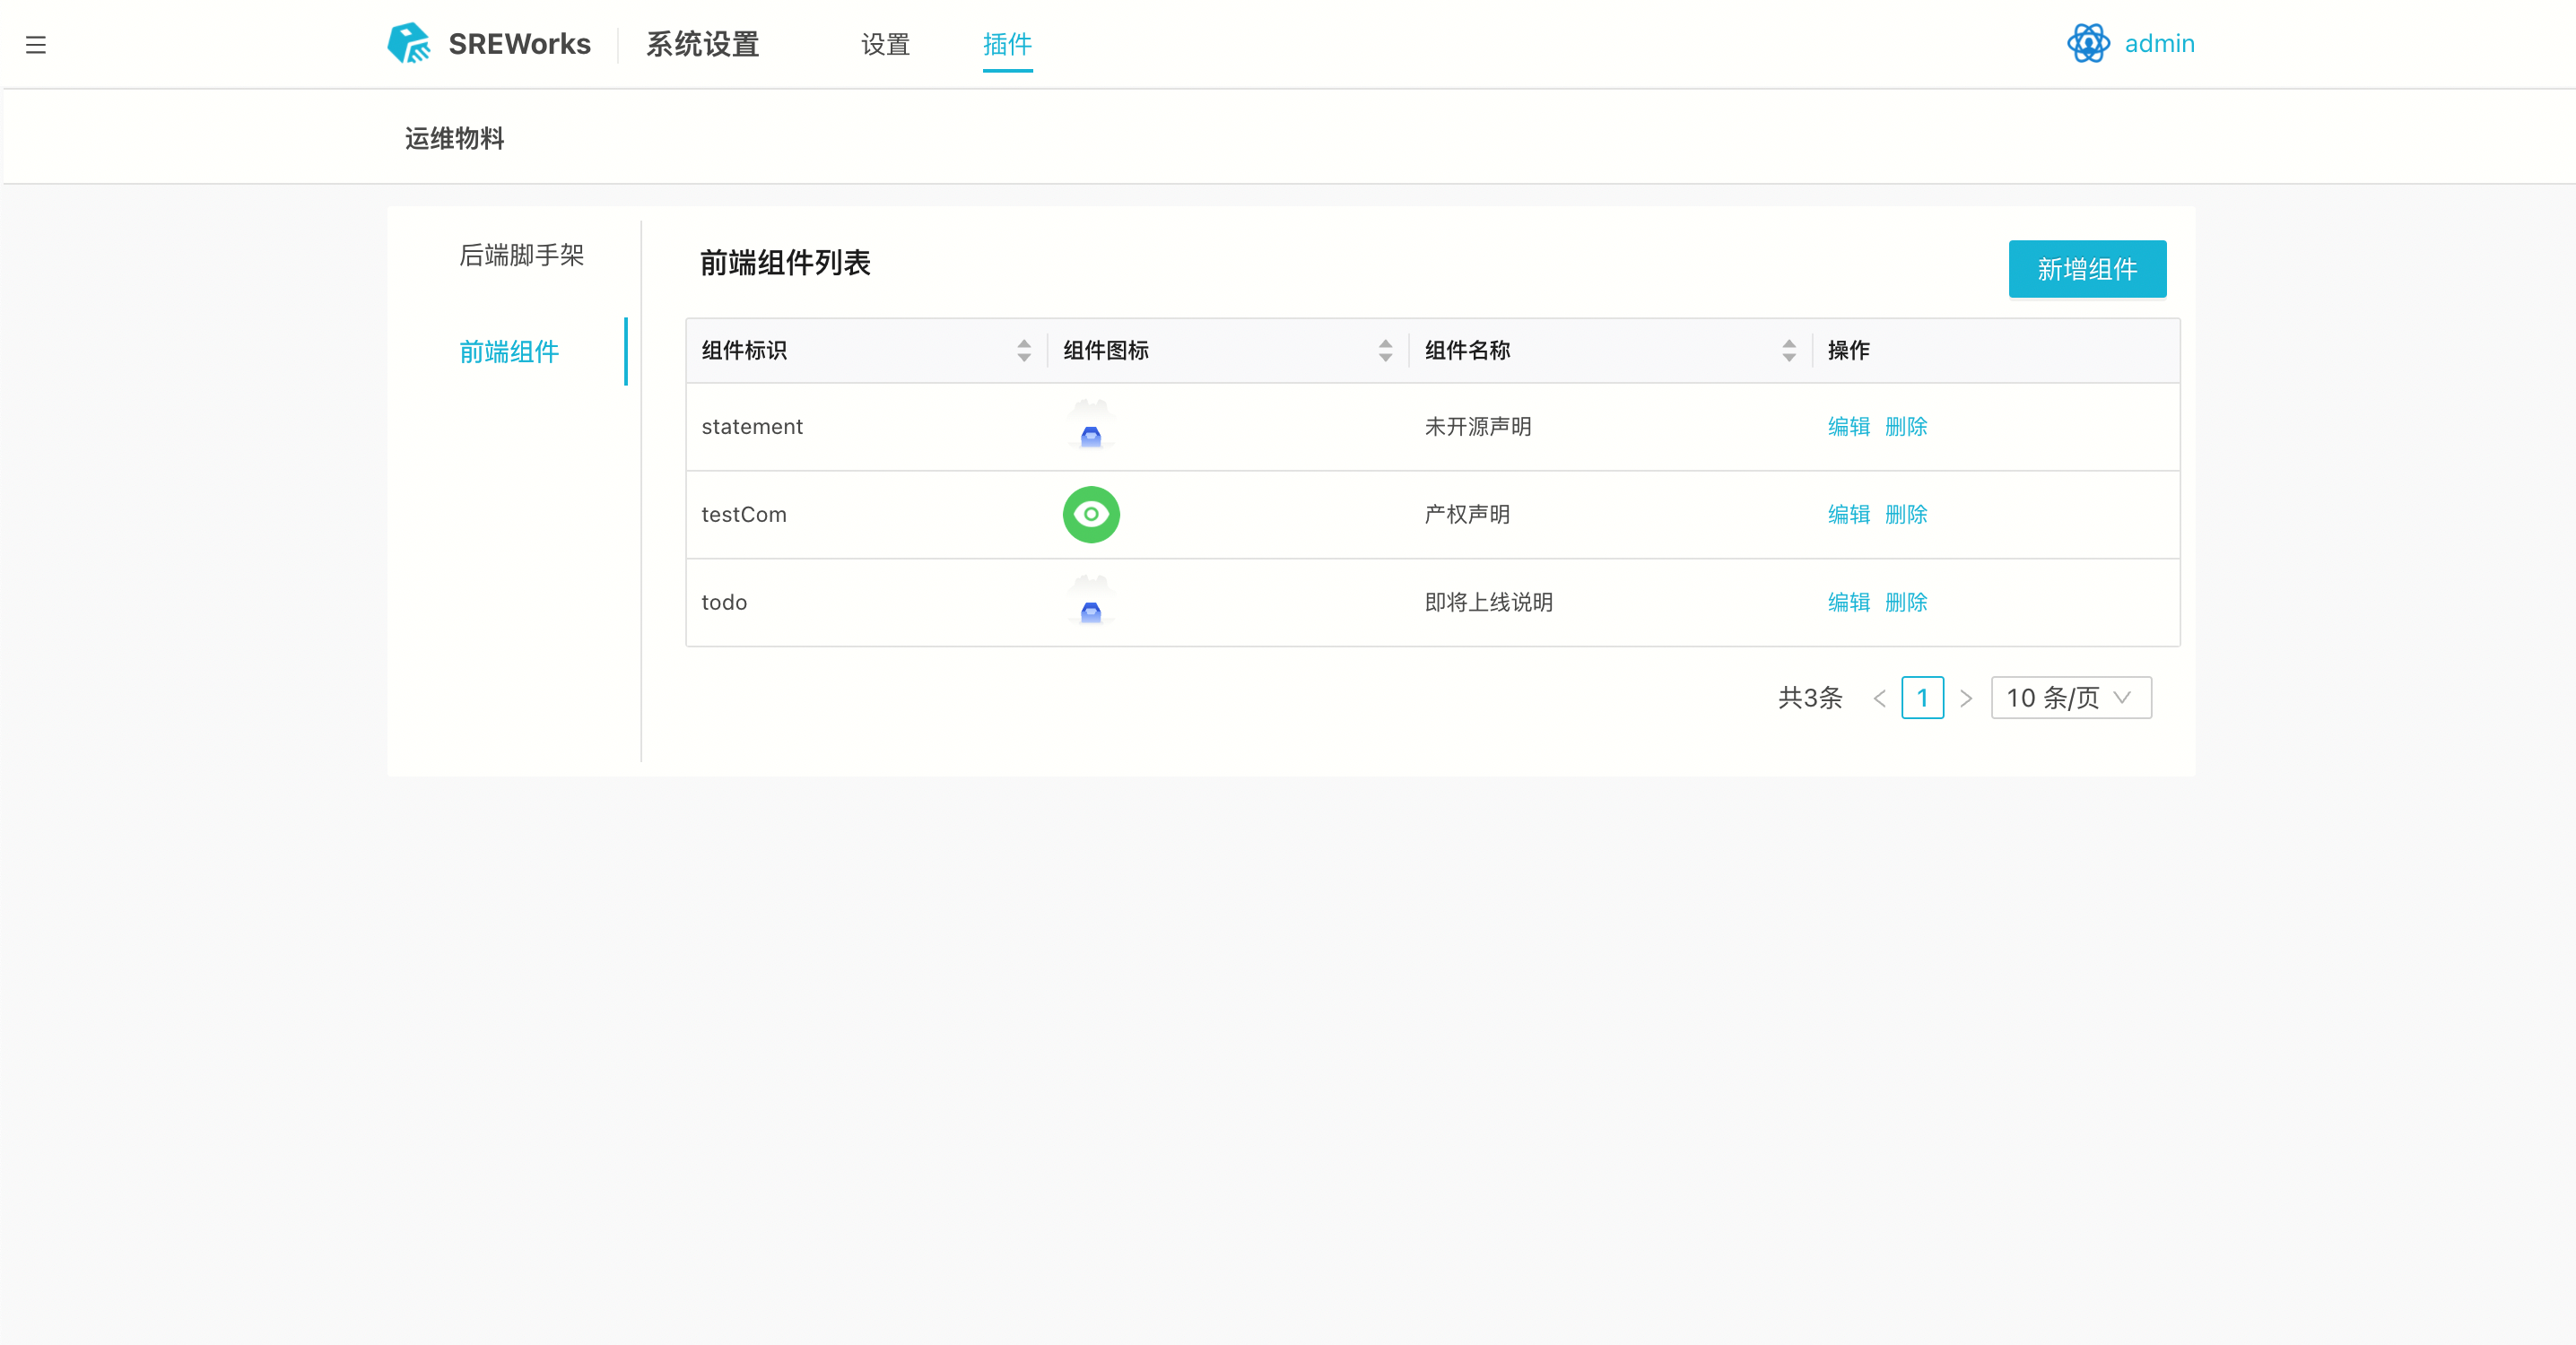 SREWorks 系统设置 设置 插件 admin
运维物料
后端脚手架
前端组件
前端组件列表 新增组件
组件标识 组件图标 组件名称 操作
statement 未开源声明 编辑 删除
testCom 产权声明 编辑 删除
todo 即将上线说明 编辑 删除
共3条 < 1 > 10 条/页